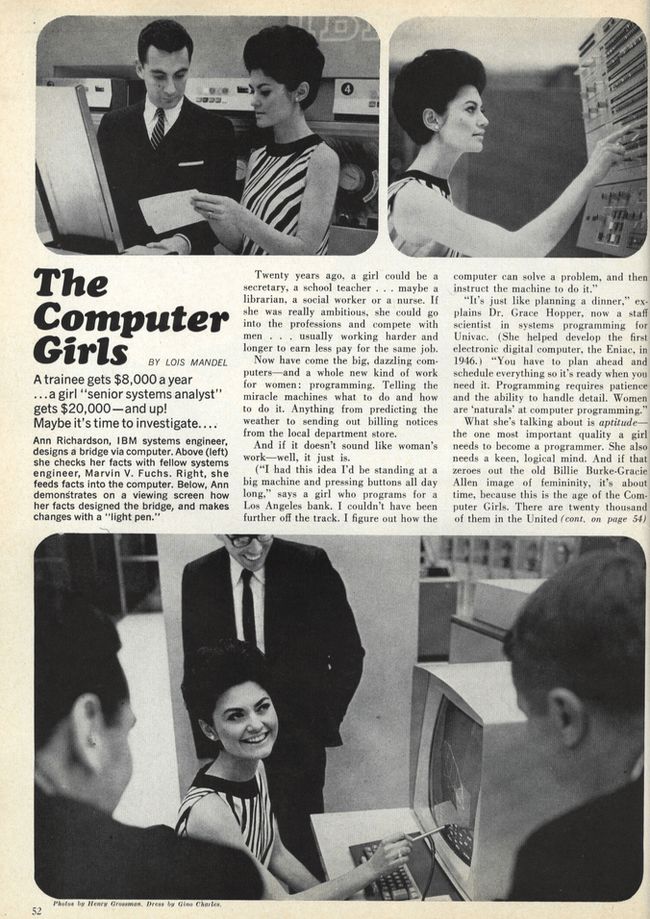 IBM
4
The
Computer
Girls
BY LOIS MANDEL
A trainee gets $8,000 a year
...a girl "senior systems analyst"
gets $20,000—and up!
Maybe it's time to investigate....
Ann Richardson, IBM systems engineer,
designs a bridge via computer. Above (left)
she checks her facts with fellow systems
engineer, Marvin V. Fuchs. Right, she
feeds facts into the computer. Below, Ann
demonstrates on a viewing screen how
her facts designed the bridge, and makes
changes with a "light pen."
Twenty years ago, a girl could be a
secretary, a school teacher . . . maybe a
librarian, a social worker or a nurse. If
she was really ambitious, she could go
into the professions and compete with
men . . . usually working harder and
longer to earn less pay for the same job.
Now have come the big, dazzling com-
puters—and a whole new kind of work
for women: programming. Telling the
miracle machines what to do and how
to do it. Anything from predicting the
weather to sending out billing notices
from the local department store.
And if it doesn't sound like woman's
work—well, it just is.
("I had this idea I'd be standing at a
big machine and pressing buttons all day
long," says a girl who programs for a
Los Angeles bank. I couldn't have been
further off the track. I figure out how the
computer can solve a problem, and then
instruct the machine to do it."
"It's just like planning a dinner," ex-
plains Dr. Grace Hopper, now a staff
scientist in systems programming for
Univac. (She helped develop the first
electronic digital computer, the Eniac, in
1946.) "You have to plan ahead and
schedule everything so it's ready when you
need it. Programming requires patience
and the ability to handle detail. Women
are 'naturals' at computer programming."
What she's talking about is aptitude—
the one most important quality a girl
needs to become a programmer. She also
needs a keen, logical mind. And if that
zeroes out the old Billie Burke-Gracie
Allen image of femininity, it's about
time, because this is the age of the Com-
puter Girls. There are twenty thousand
of them in the United (cont. on page 54)
Photos by Henry Grossman. Dress by Gino Charles.
52